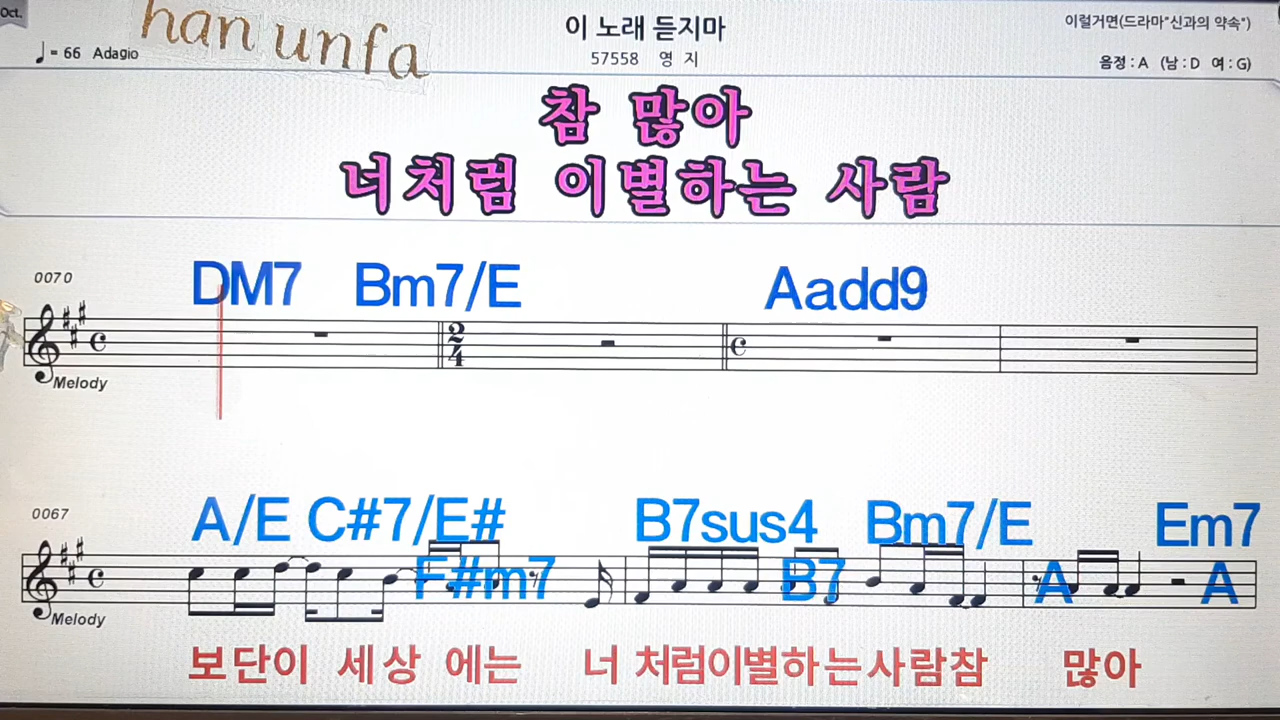 Oct.
han unfa
이 노래 듣지마
이럴거면(드라마"신과의 약속")
♩= 66 Adagio
57558 영 지
음정 : A (남 : D 여 : G)
참 많아
너처럼 이별하는 사람
0070
DM7 Bm7/E Aadd9
2
4
Melody
0067
A/E C#7/E# B7sus4 Bm7/E Em7
F#m7 B7 A A
Melody
보단이 세상 에는 너 처럼이별하는사람참 많아